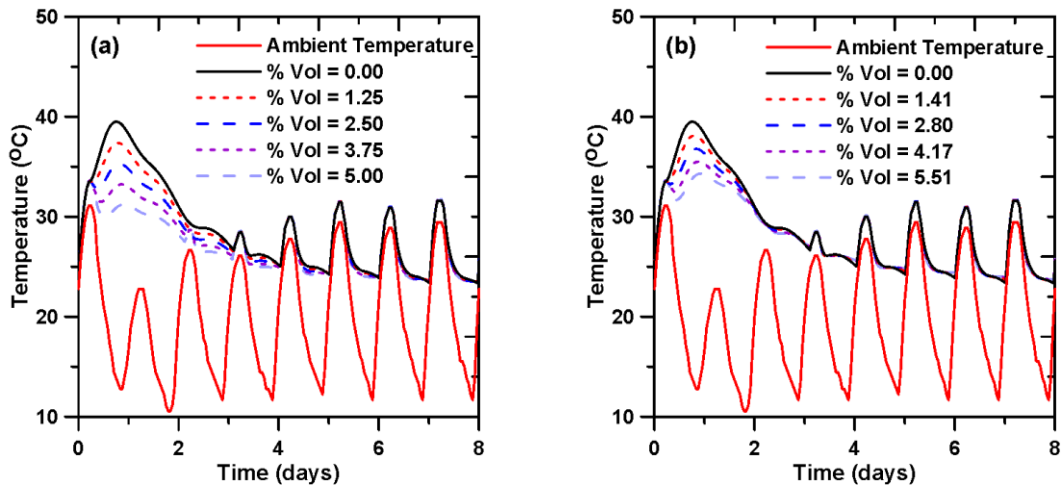 50
(a)
Ambient Temperature
% Vol = 0.00
% Vol = 1.25
% Vol = 2.50
% Vol = 3.75
% Vol = 5.00
40
30
20
10
Temperature (ºC)
0 2 4 6 8
Time (days)
50
(b)
Ambient Temperature
% Vol = 0.00
% Vol = 1.41
% Vol = 2.80
% Vol = 4.17
% Vol = 5.51
40
30
20
10
Temperature (ºC)
0 2 4 6 8
Time (days)